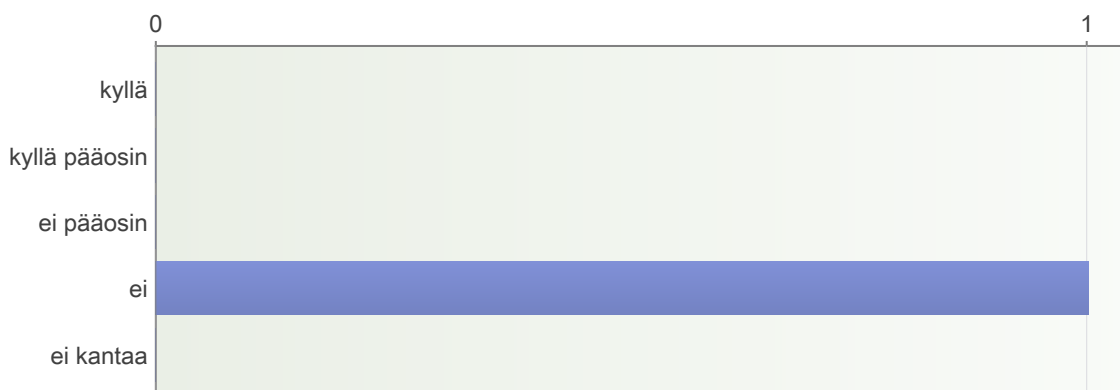 0 1
kyllä
kyllä pääosin
ei pääosin
ei
ei kantaa